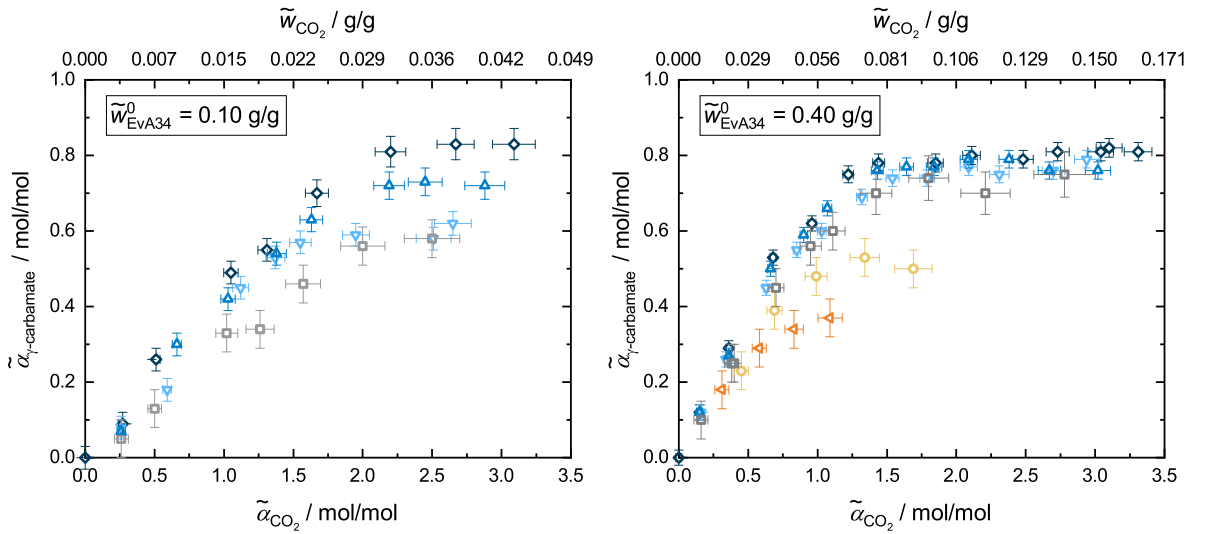 w̃CO₂ / g/g
0.000 0.007 0.015 0.022 0.029 0.036 0.042 0.049
w̃⁰EvA34 = 0.10 g/g
α̃γ-carbamate / mol/mol
1.0
0.8
0.6
0.4
0.2
0.0
0.0 0.5 1.0 1.5 2.0 2.5 3.0 3.5
α̃CO₂ / mol/mol
w̃CO₂ / g/g
0.000 0.029 0.056 0.081 0.106 0.129 0.150 0.171
w̃⁰EvA34 = 0.40 g/g
α̃γ-carbamate / mol/mol
1.0
0.8
0.6
0.4
0.2
0.0
0.0 0.5 1.0 1.5 2.0 2.5 3.0 3.5
α̃CO₂ / mol/mol